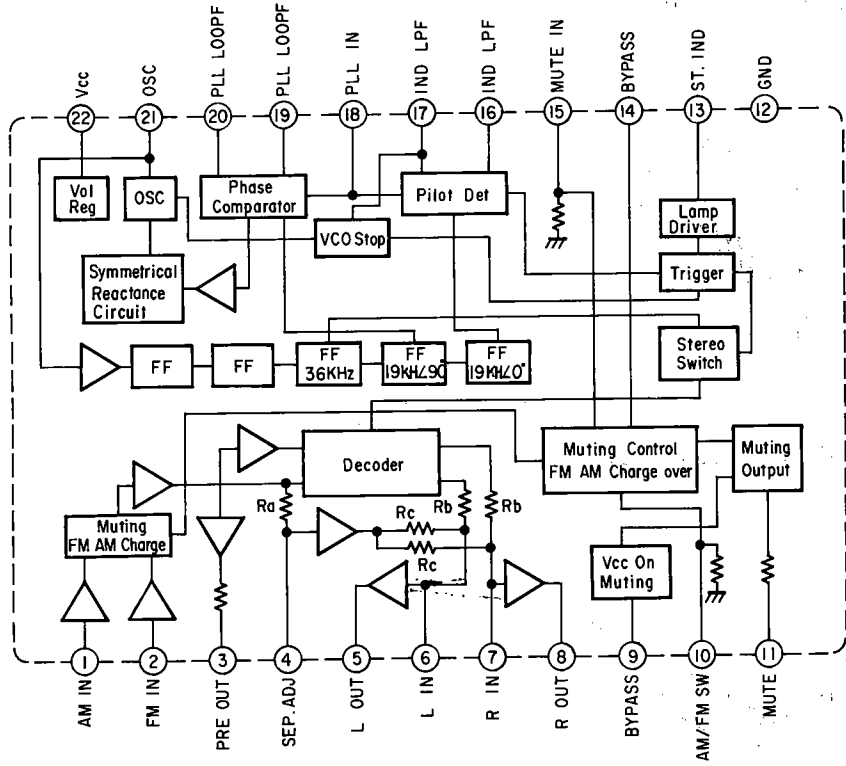 Vcc
OSC
PLL LOOPF
PLL LOOPF
PLL IN
IND LPF
IND LPF
MUTE IN
BYPASS
ST. IND
GND
22
21
20
19
18
17
16
15
14
13
12
Vol
Reg
OSC
Phase
Comparator
Pilot Det
Lamp
Driver
VCO Stop
Symmetrical
Reactance
Circuit
Trigger
Stereo
Switch
FF
FF
FF
36KHz
FF
19KH∠90°
FF
19KH∠0°
Decoder
Muting Control
FM AM Charge over
Muting
Output
Ra
Rc
Rb
Rb
Rc
Muting
FM AM Charge
Vcc On
Muting
1
2
3
4
5
6
7
8
9
10
11
AM IN
FM IN
PRE OUT
SEP. ADJ
L OUT
L IN
R IN
R OUT
BYPASS
AM/FM SW
MUTE